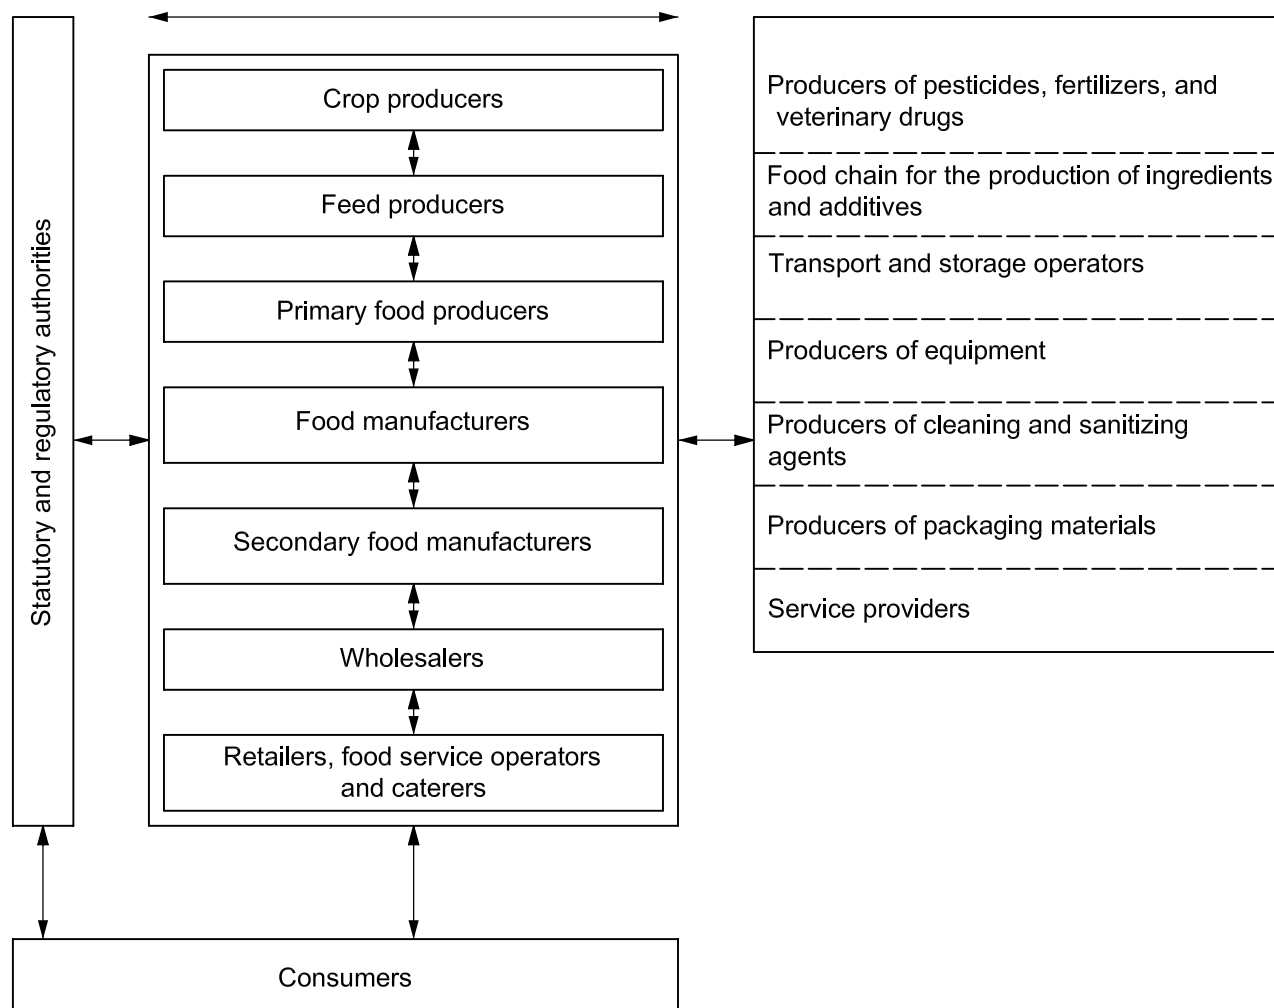 Statutory and regulatory authorities
Crop producers
Feed producers
Primary food producers
Food manufacturers
Secondary food manufacturers
Wholesalers
Retailers, food service operators
and caterers
Producers of pesticides, fertilizers, and
veterinary drugs
Food chain for the production of ingredients
and additives
Transport and storage operators
Producers of equipment
Producers of cleaning and sanitizing
agents
Producers of packaging materials
Service providers
Consumers